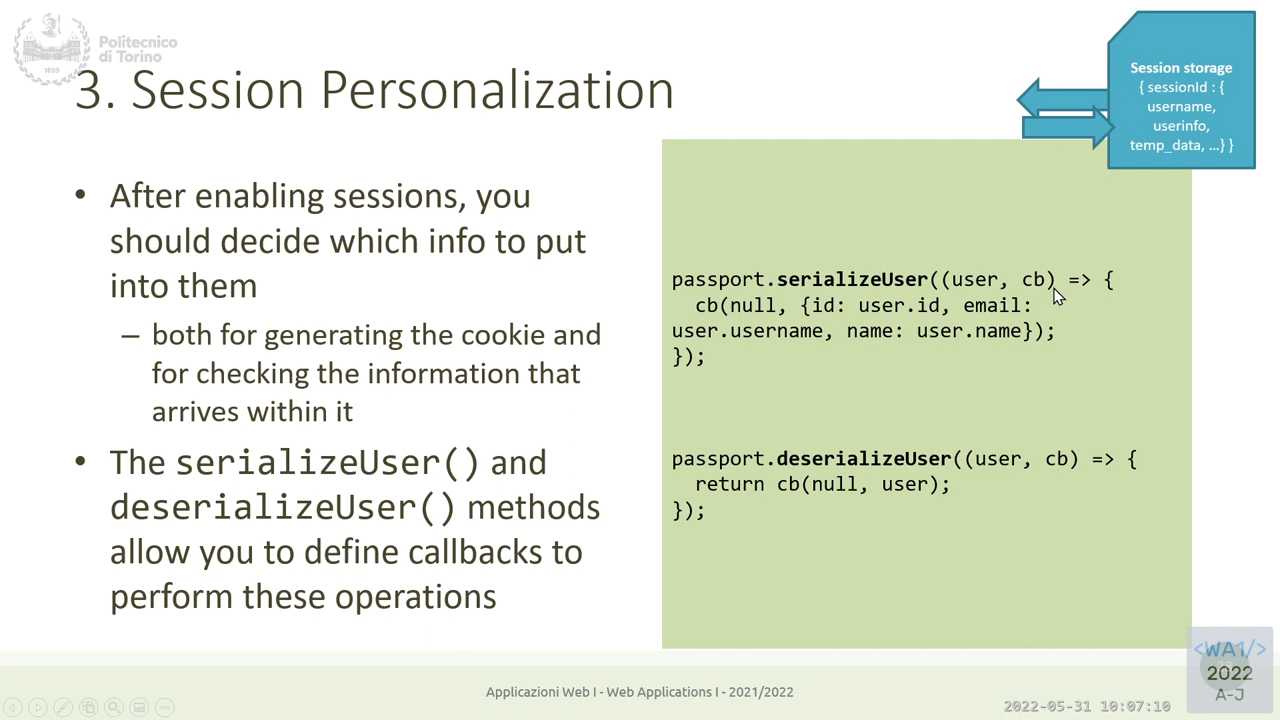 Politecnico
di Torino
1859
3. Session Personalization
Session storage
{ sessionId : {
username,
userinfo,
temp_data, …} }
• After enabling sessions, you
should decide which info to put
into them
– both for generating the cookie and
for checking the information that
arrives within it
• The serializeUser() and
deserializeUser() methods
allow you to define callbacks to
perform these operations
passport.serializeUser((user, cb) => {
cb(null, {id: user.id, email:
user.username, name: user.name});
});
passport.deserializeUser((user, cb) => {
return cb(null, user);
});
Applicazioni Web I - Web Applications I - 2021/2022
<WA1/>
2022
A-J
2022-05-31 10:07:10